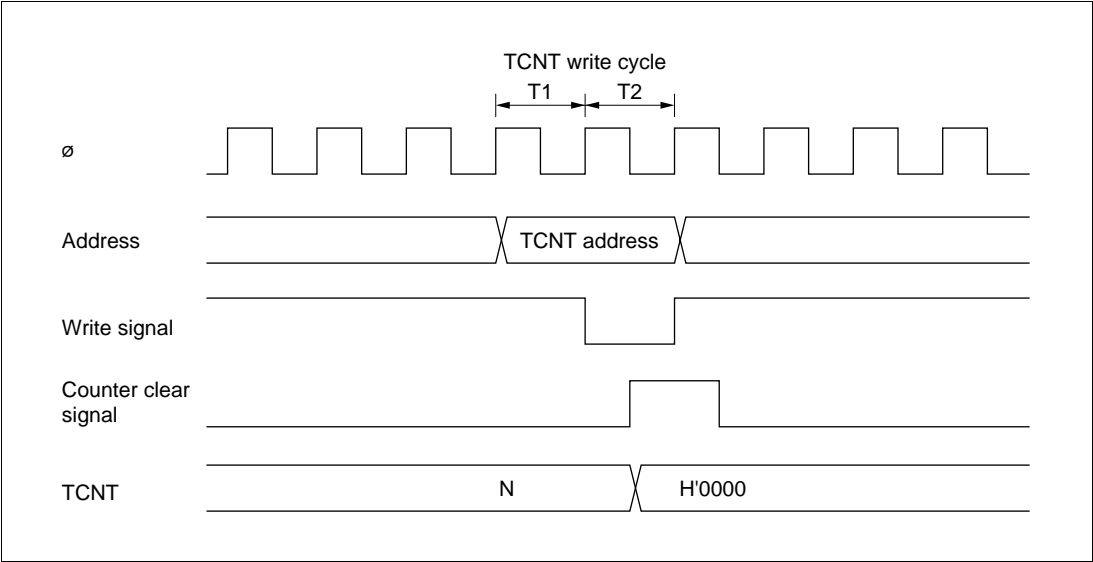 TCNT write cycle
T1 T2
ø
Address TCNT address
Write signal
Counter clear
signal
TCNT N H'0000